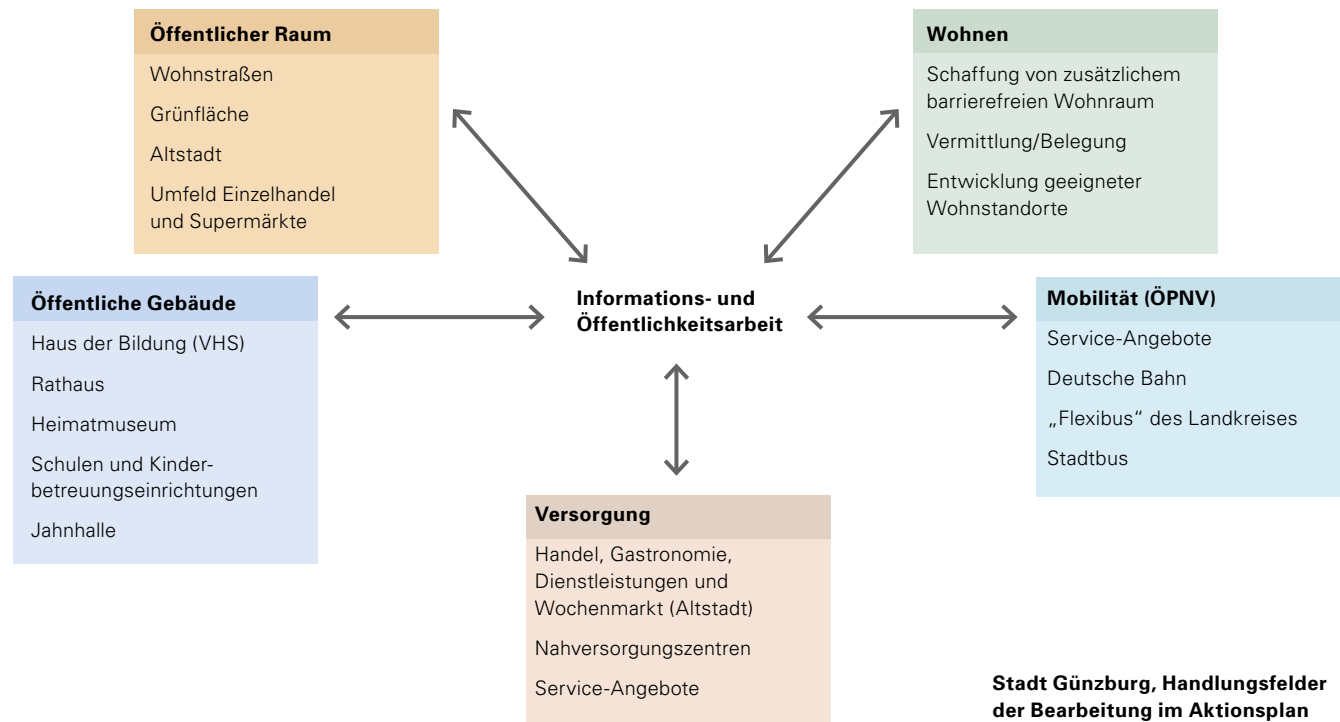 Öffentlicher Raum
Wohnstraßen
Grünfläche
Altstadt
Umfeld Einzelhandel
und Supermärkte
Wohnen
Schaffung von zusätzlichem
barrierefreien Wohnraum
Vermittlung/Belegung
Entwicklung geeigneter
Wohnstandorte
Öffentliche Gebäude
Haus der Bildung (VHS)
Rathaus
Heimatmuseum
Schulen und Kinder-
betreuungseinrichtungen
Jahnhalle
Informations- und
Öffentlichkeitsarbeit
Mobilität (ÖPNV)
Service-Angebote
Deutsche Bahn
„Flexibus“ des Landkreises
Stadtbus
Versorgung
Handel, Gastronomie,
Dienstleistungen und
Wochenmarkt (Altstadt)
Nahversorgungszentren
Service-Angebote
Stadt Günzburg, Handlungsfelder
der Bearbeitung im Aktionsplan